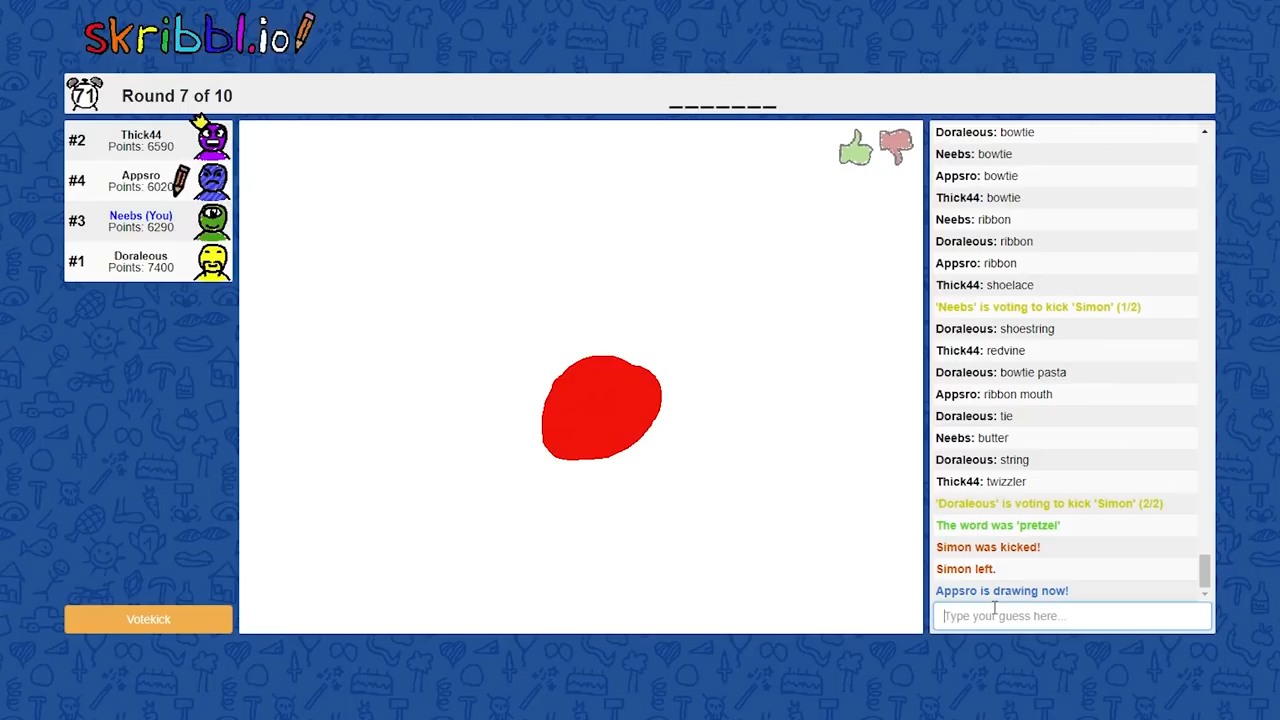 skribbl.io
71
Round 7 of 10
_______
#2
Thick44
Points: 6590
#4
Appsro
Points: 6020
#3
Neebs (You)
Points: 6290
#1
Doraleous
Points: 7400
Votekick
Doraleous: bowtie
Neebs: bowtie
Appsro: bowtie
Thick44: bowtie
Neebs: ribbon
Doraleous: ribbon
Appsro: ribbon
Thick44: shoelace
'Neebs' is voting to kick 'Simon' (1/2)
Doraleous: shoestring
Thick44: redvine
Doraleous: bowtie pasta
Appsro: ribbon mouth
Doraleous: tie
Neebs: butter
Doraleous: string
Thick44: twizzler
'Doraleous' is voting to kick 'Simon' (2/2)
The word was 'pretzel'
Simon was kicked!
Simon left.
Appsro is drawing now!
Type your guess here...